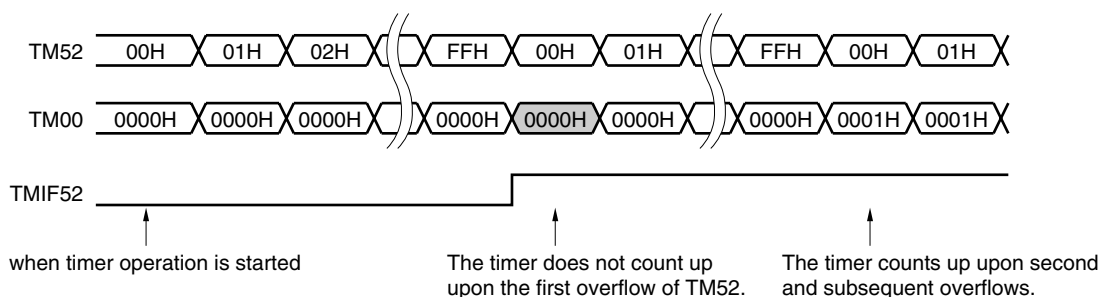 TM52 00H 01H 02H FFH 00H 01H FFH 00H 01H
TM00 0000H 0000H 0000H 0000H 0000H 0000H 0000H 0001H 0001H
TMIF52
when timer operation is started
The timer does not count up
upon the first overflow of TM52.
The timer counts up upon second
and subsequent overflows.